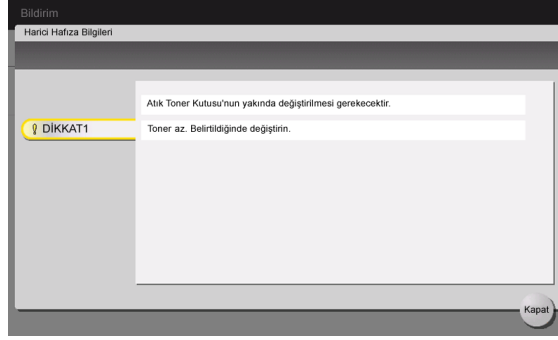 Bildirim
Harici Hafıza Bilgileri
Atık Toner Kutusu'nun yakında değiştirilmesi gerekecektir.
DİKKAT1
Toner az. Belirtildiğinde değiştirin.
Kapat